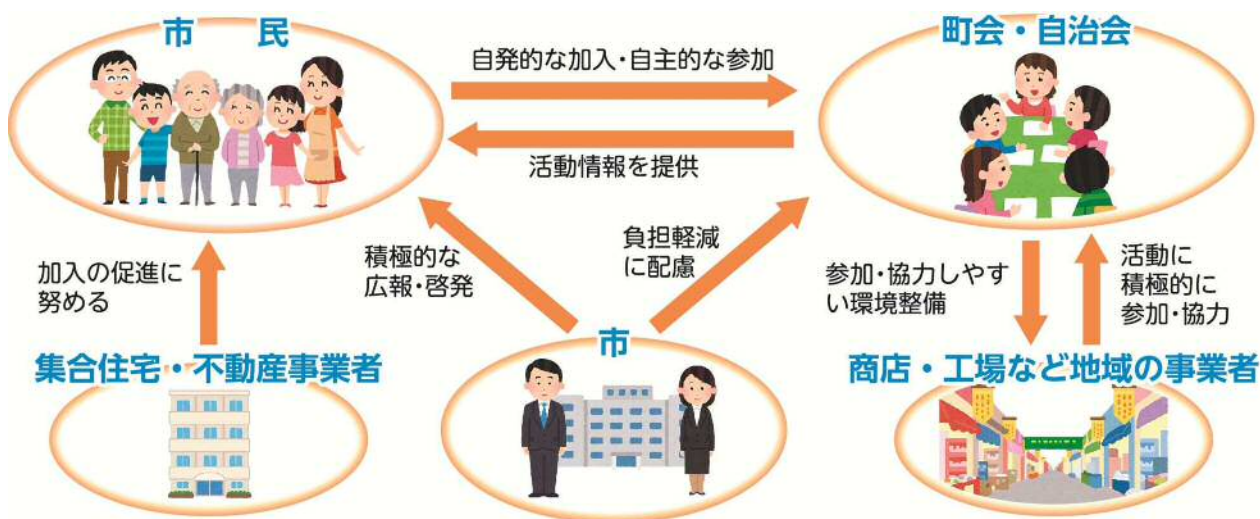 市　民
町会・自治会
自発的な加入・自主的な参加
活動情報を提供
加入の促進に
努める
積極的な
広報・啓発
負担軽減
に配慮
参加・協力しやす
い環境整備
活動に
積極的に
参加・協力
集合住宅・不動産事業者
市
商店・工場など地域の事業者